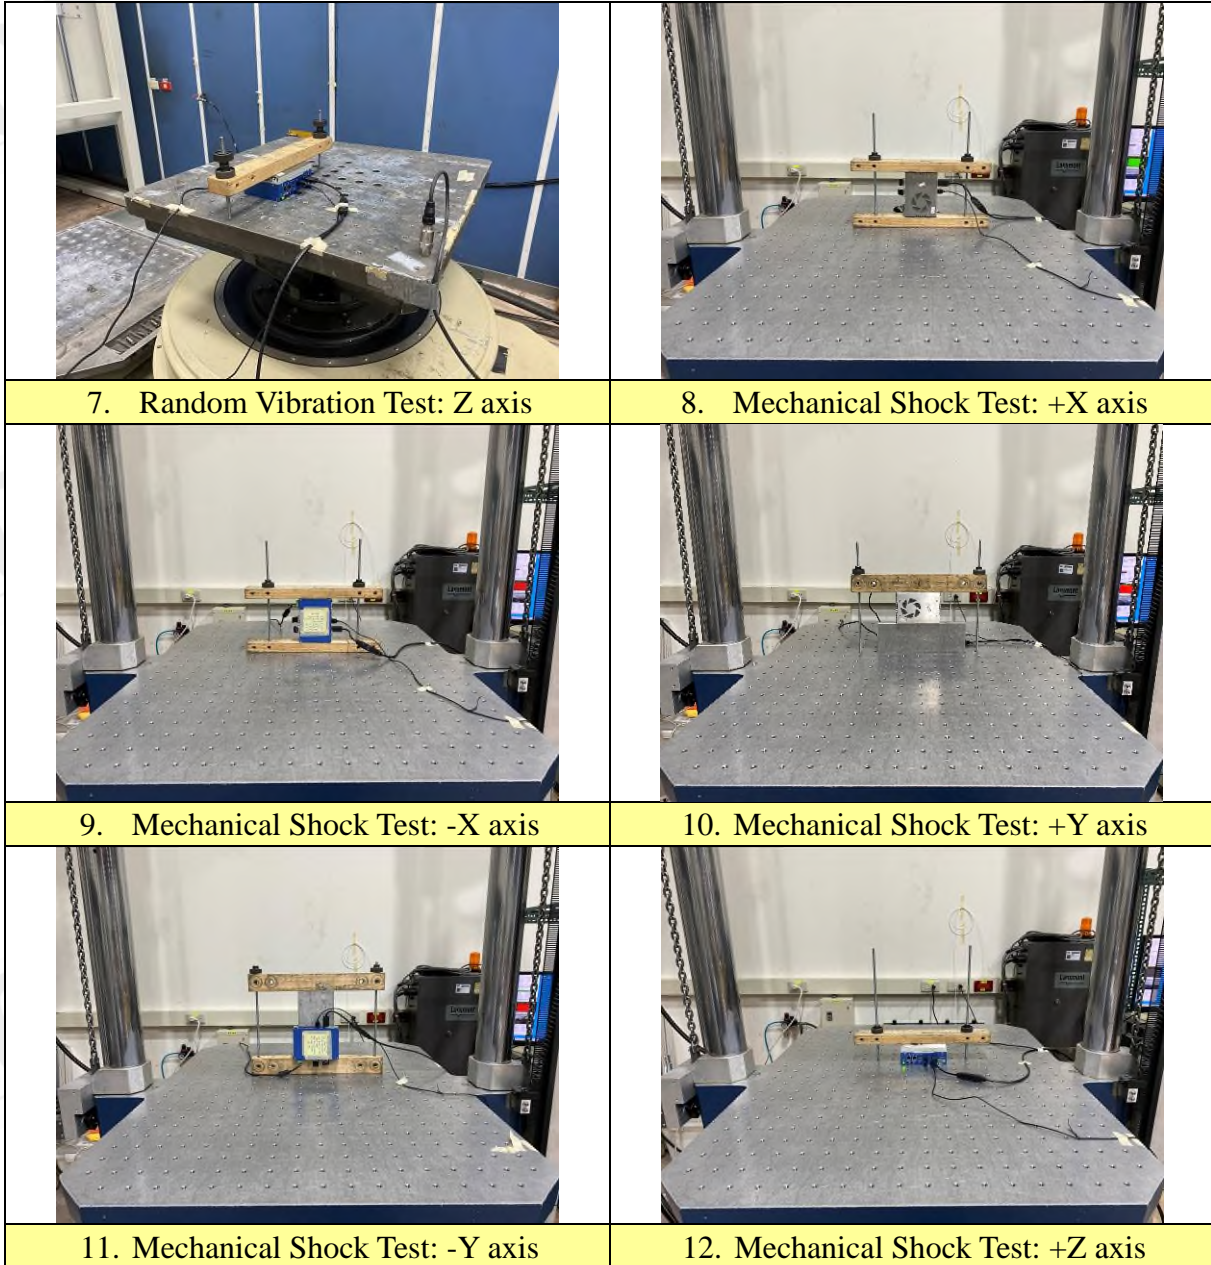 7. Random Vibration Test: Z axis
8. Mechanical Shock Test: +X axis
9. Mechanical Shock Test: -X axis
10. Mechanical Shock Test: +Y axis
11. Mechanical Shock Test: -Y axis
12. Mechanical Shock Test: +Z axis